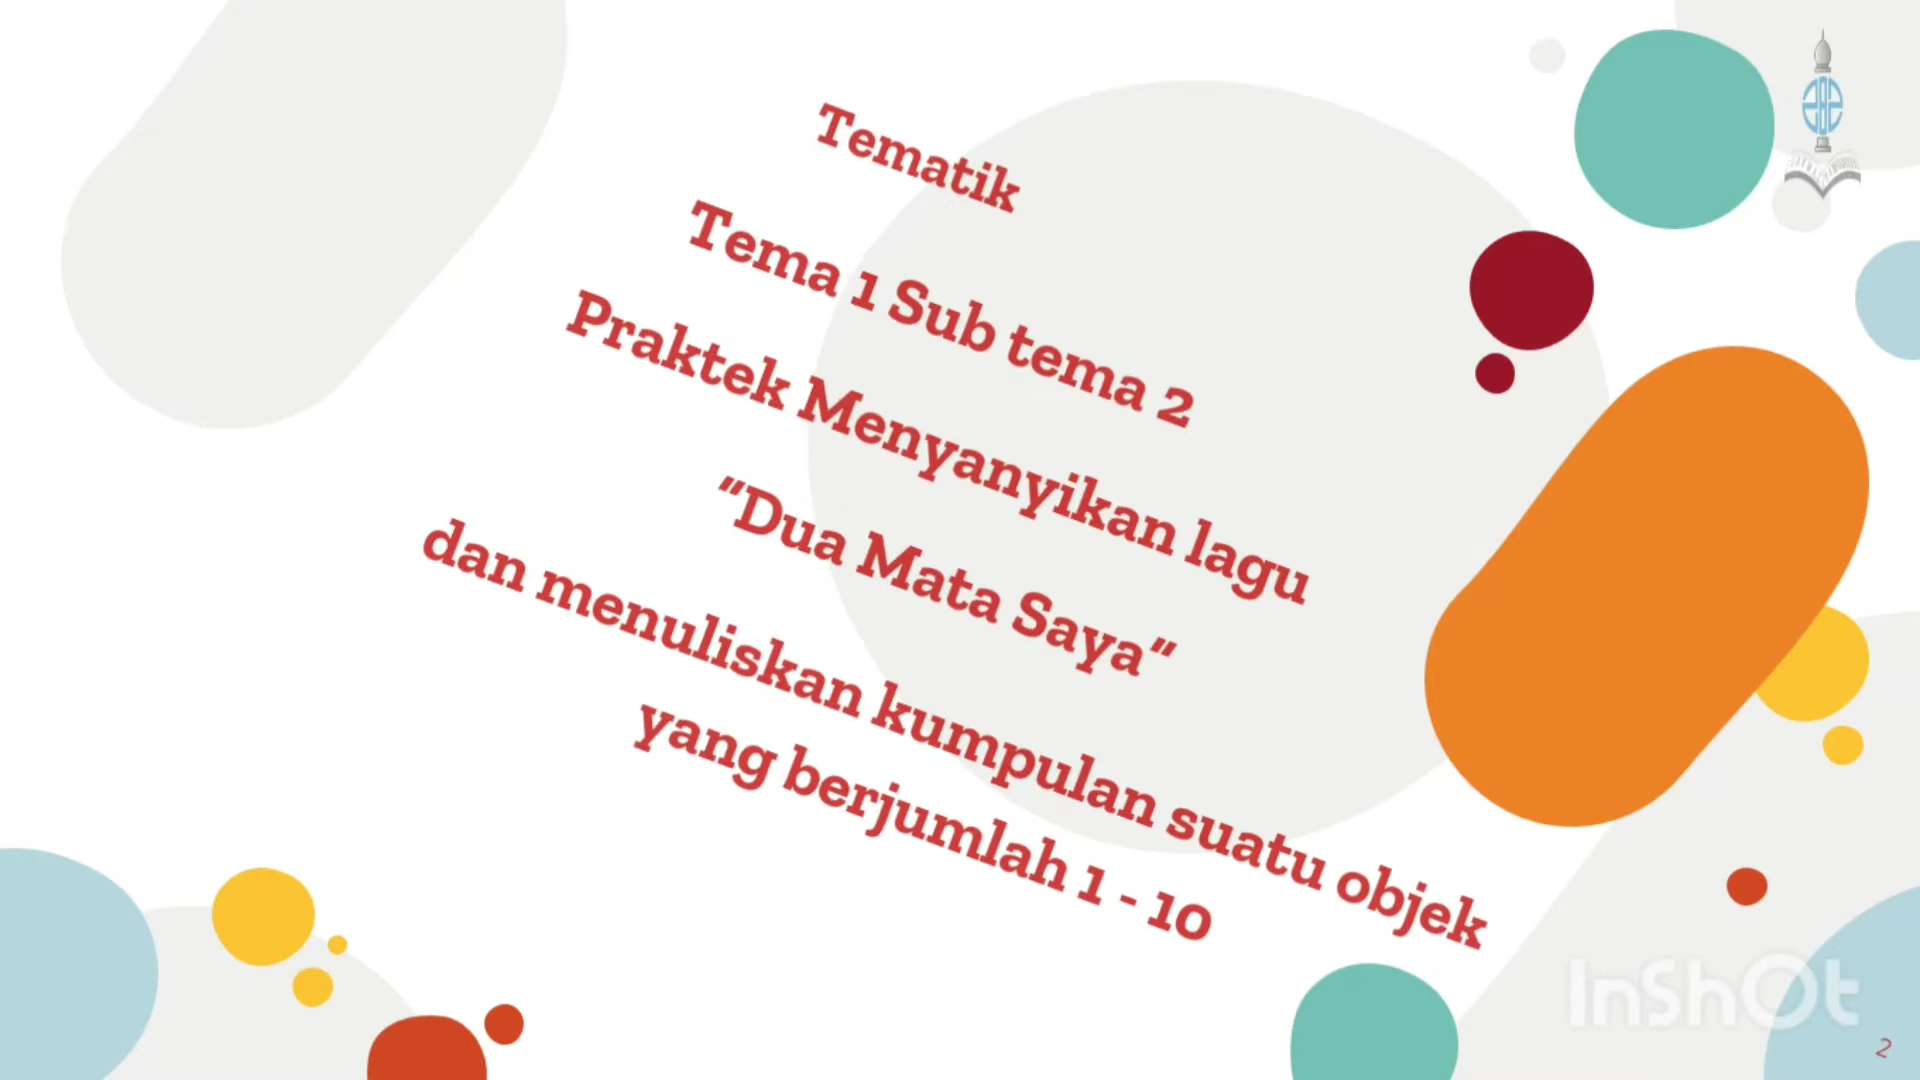 Tematik
Tema 1 Sub tema 2
Praktek Menyanyikan lagu
“Dua Mata Saya”
dan menuliskan kumpulan suatu objek
yang berjumlah 1 - 10
InShOt
2